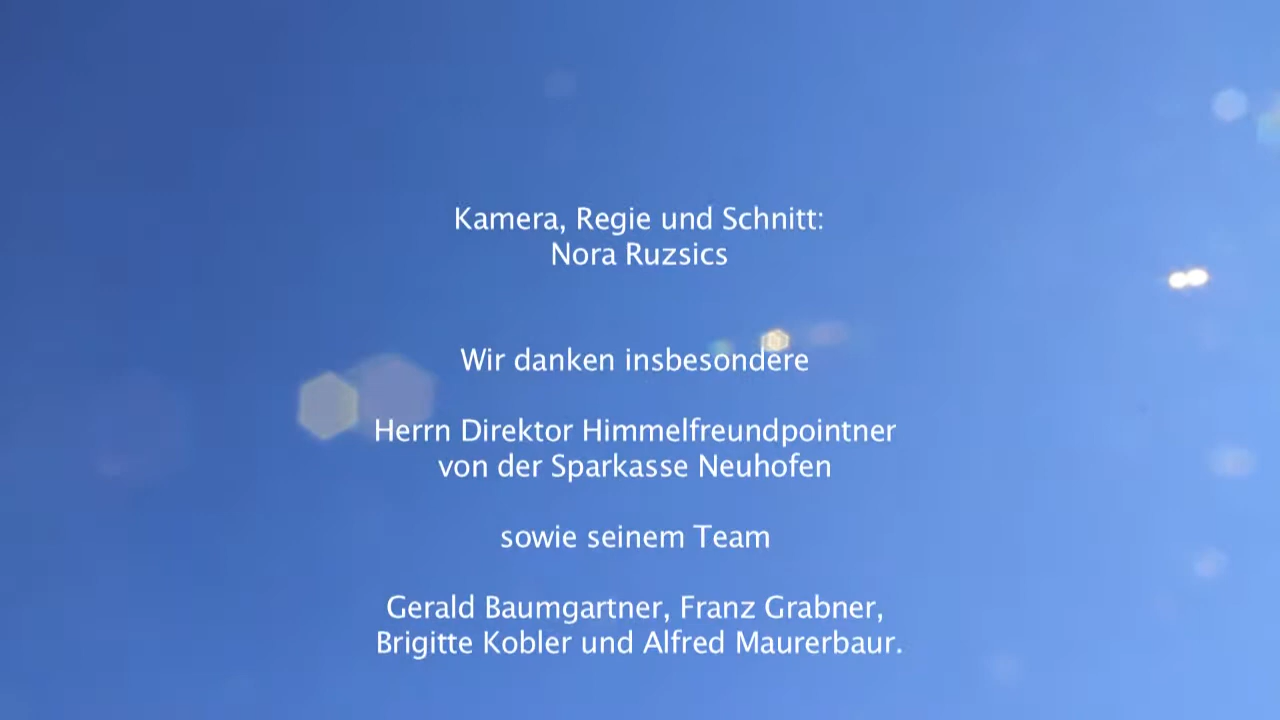 Kamera, Regie und Schnitt:
Nora Ruzsics
Wir danken insbesondere
Herrn Direktor Himmelfreundpointner
von der Sparkasse Neuhofen
sowie seinem Team
Gerald Baumgartner, Franz Grabner,
Brigitte Kobler und Alfred Maurerbaur.